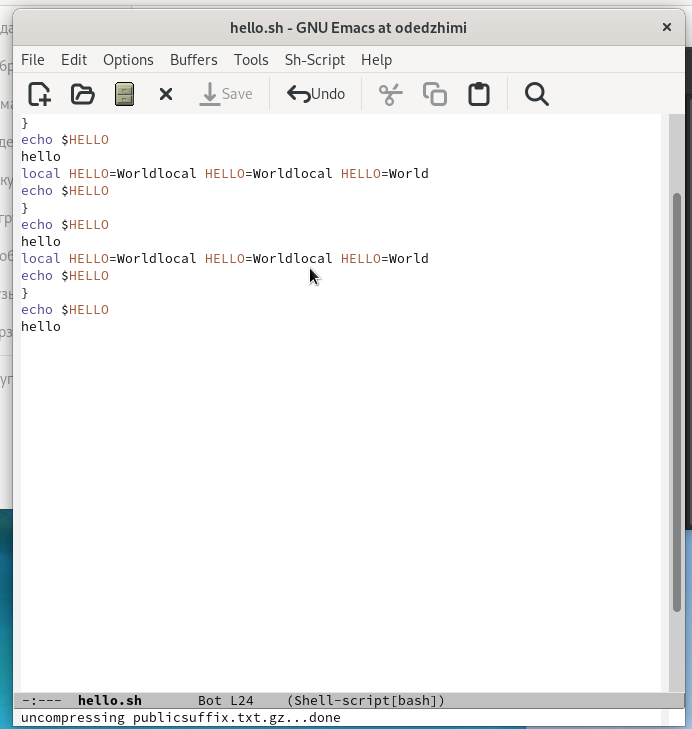 hello.sh - GNU Emacs at odedzhimi
File Edit Options Buffers Tools Sh-Script Help
Save Undo
}
echo $HELLO
hello
local HELLO=Worldlocal HELLO=Worldlocal HELLO=World
echo $HELLO
}
echo $HELLO
hello
local HELLO=Worldlocal HELLO=Worldlocal HELLO=World
echo $HELLO
}
echo $HELLO
hello
-:--- hello.sh Bot L24 (Shell-script[bash])
uncompressing publicsuffix.txt.gz...done